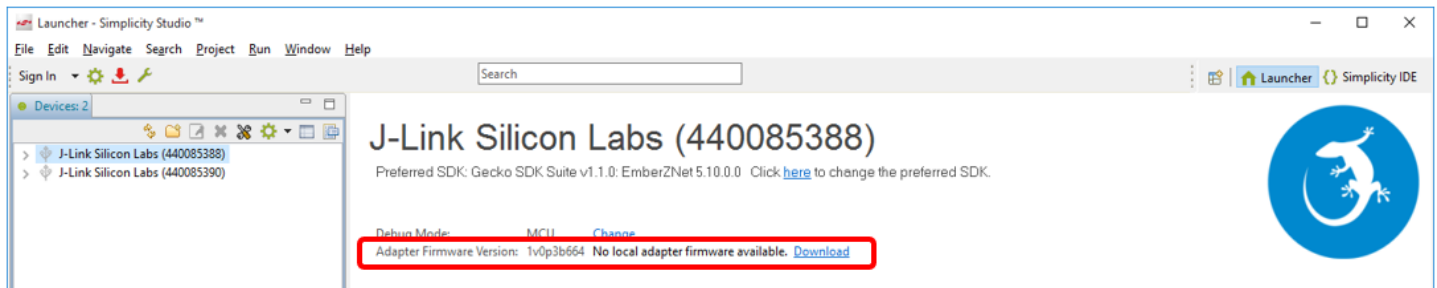 Launcher - Simplicity Studio ™
File Edit Navigate Search Project Run Window Help
Sign In
Search
Launcher
Simplicity IDE
Devices: 2
J-Link Silicon Labs (440085388)
J-Link Silicon Labs (440085390)
J-Link Silicon Labs (440085388)
Preferred SDK: Gecko SDK Suite v1.1.0: EmberZNet 5.10.0.0 Click here to change the preferred SDK.
Debug Mode: MCU Change
Adapter Firmware Version: 1v0p3b664 No local adapter firmware available. Download